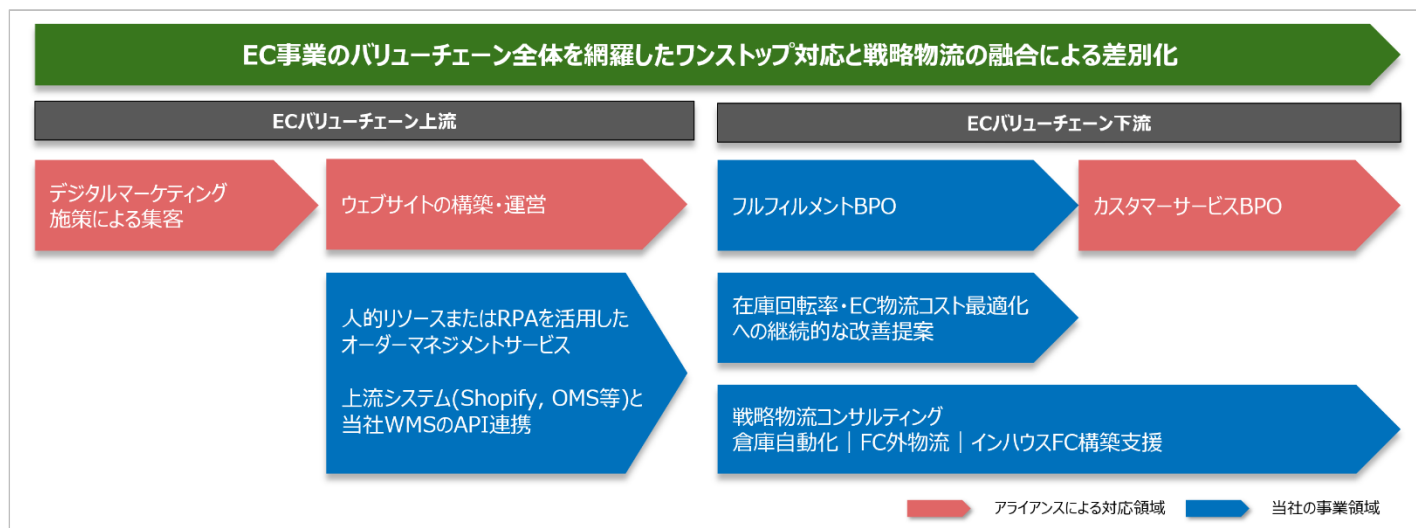 EC事業のバリューチェーン全体を網羅したワンストップ対応と戦略物流の融合による差別化
ECバリューチェーン上流
デジタルマーケティング
施策による集客
ウェブサイトの構築・運営
人的リソースまたはRPAを活用した
オーダーマネジメントサービス
上流システム(Shopify, OMS等)と
当社WMSのAPI連携
ECバリューチェーン下流
フルフィルメントBPO
カスタマーサービスBPO
在庫回転率・EC物流コスト最適化
への継続的な改善提案
戦略物流コンサルティング
倉庫自動化｜FC外物流｜インハウスFC構築支援
アライアンスによる対応領域
当社の事業領域